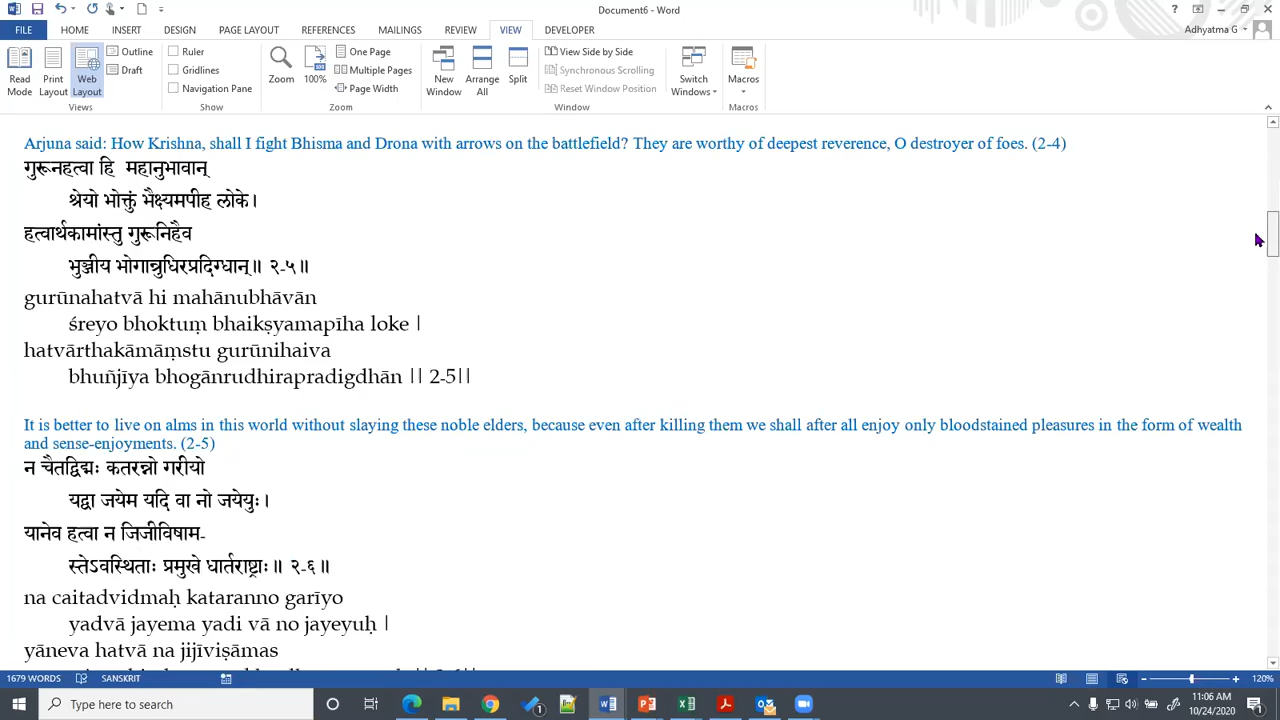 Document6 - Word
FILE HOME INSERT DESIGN PAGE LAYOUT REFERENCES MAILINGS REVIEW VIEW DEVELOPER Adhyatma G
Read Mode
Print Layout
Web Layout
Outline
Draft
Views
Ruler
Gridlines
Navigation Pane
Show
Zoom
100%
One Page
Multiple Pages
Page Width
Zoom
New Window
Arrange All
Split
View Side by Side
Synchronous Scrolling
Reset Window Position
Window
Switch Windows
Macros
Macros
Arjuna said: How Krishna, shall I fight Bhisma and Drona with arrows on the battlefield? They are worthy of deepest reverence, O destroyer of foes. (2-4)
गुरूनहत्वा हि महानुभावान्
श्रेयो भोक्तुं भैक्ष्यमपीह लोके।
हत्वार्थकामांस्तु गुरूनिहैव
भुञ्जीय भोगान्रुधिरप्रदिग्धान्॥ २-५॥
gurūnahatvā hi mahānubhāvān
śreyo bhoktuṃ bhaikṣyamapīha loke |
hatvārthakāmāṃstu gurūnihaiva
bhuñjīya bhogānrudhirapradigdhān || 2-5||
It is better to live on alms in this world without slaying these noble elders, because even after killing them we shall after all enjoy only bloodstained pleasures in the form of wealth
and sense-enjoyments. (2-5)
न चैतद्विद्मः कतरन्नो गरीयो
यद्वा जयेम यदि वा नो जयेयुः।
यानेव हत्वा न जिजीविषाम-
स्तेऽवस्थिताः प्रमुखे धार्तराष्ट्राः॥ २-६॥
na caitadvidmaḥ kataranno garīyo
yadvā jayema yadi vā no jayeyuḥ |
yāneva hatvā na jijīviṣāmas
1679 WORDS SANSKRIT 120%
Type here to search
11:06 AM
10/24/2020